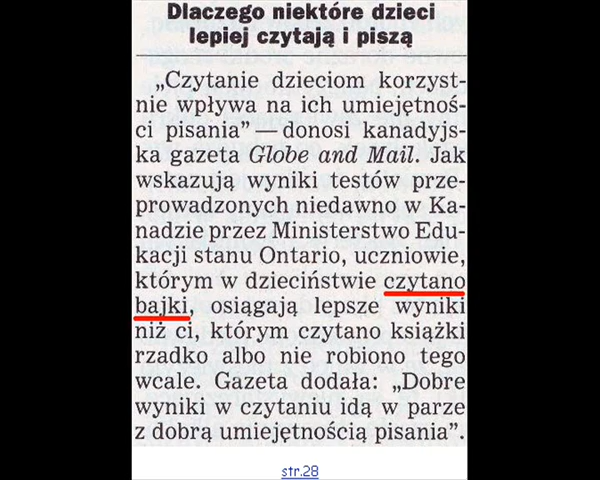 Dlaczego niektóre dzieci
lepiej czytają i piszą
„Czytanie dzieciom korzyst-
nie wpływa na ich umiejętnoś-
ci pisania” — donosi kanadyjs-
ka gazeta Globe and Mail. Jak
wskazują wyniki testów prze-
prowadzonych niedawno w Ka-
nadzie przez Ministerstwo Edu-
kacji stanu Ontario, uczniowie,
którym w dzieciństwie czytano
bajki, osiągają lepsze wyniki
niż ci, którym czytano książki
rzadko albo nie robiono tego
wcale. Gazeta dodała: „Dobre
wyniki w czytaniu idą w parze
z dobrą umiejętnością pisania”.
str.28